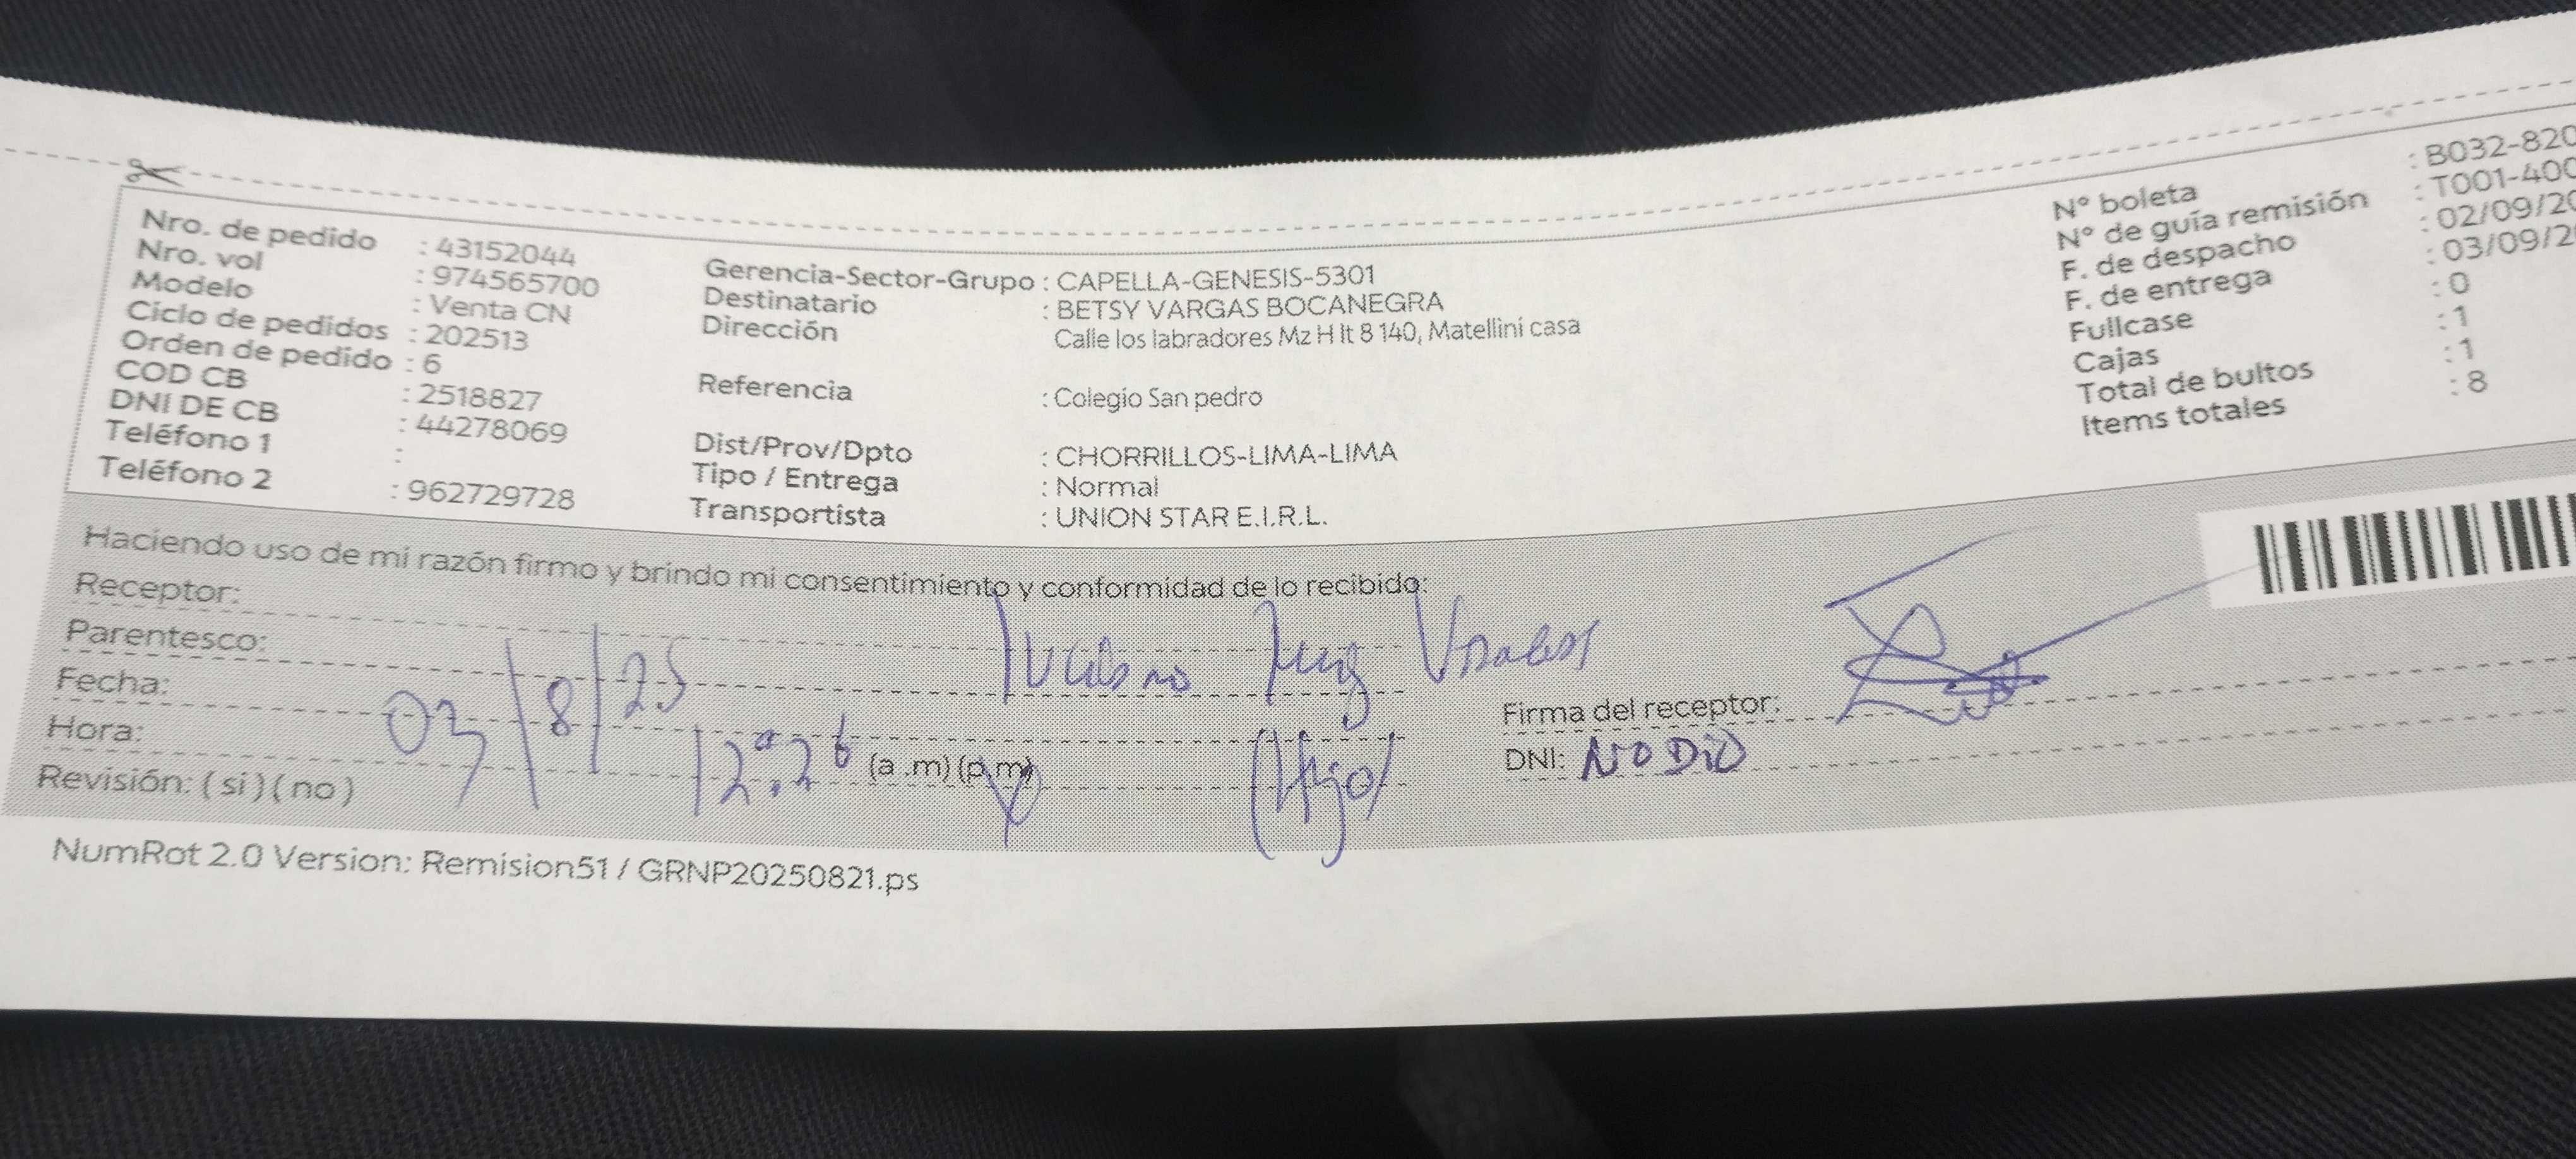 Nro. de pedido : 43152044
Nro. vol : 974565700
Modelo : Venta CN
Ciclo de pedidos : 202513
Orden de pedido : 6
COD CB : 2518827
DNI DE CB : 44278069
Teléfono 1 :
Teléfono 2 : 962729728
Gerencia-Sector-Grupo : CAPELLA-GENESIS-5301
Destinatario : BETSY VARGAS BOCANEGRA
Dirección Calle los labradores Mz H lt 8 140, Matellini casa
Referencia : Colegio San pedro
Dist/Prov/Dpto : CHORRILLOS-LIMA-LIMA
Tipo / Entrega : Normal
Transportista : UNION STAR E.I.R.L.
N° boleta : B032-820
N° de guía remisión : T001-400
F. de despacho : 02/09/20
F. de entrega : 03/09/2
Fullcase : 0
Cajas : 1
Total de bultos : 1
Items totales : 8
Haciendo uso de mi razón firmo y brindo mi consentimiento y conformidad de lo recibido:
Receptor:
Parentesco: (Hijo)
Fecha: 03/8/25
Hora: 12:26 (a .m) (p.m)
Revisión: ( si ) ( no )
Firma del receptor:
DNI: NO DIO
NumRot 2.0 Version: Remision51 / GRNP20250821.ps